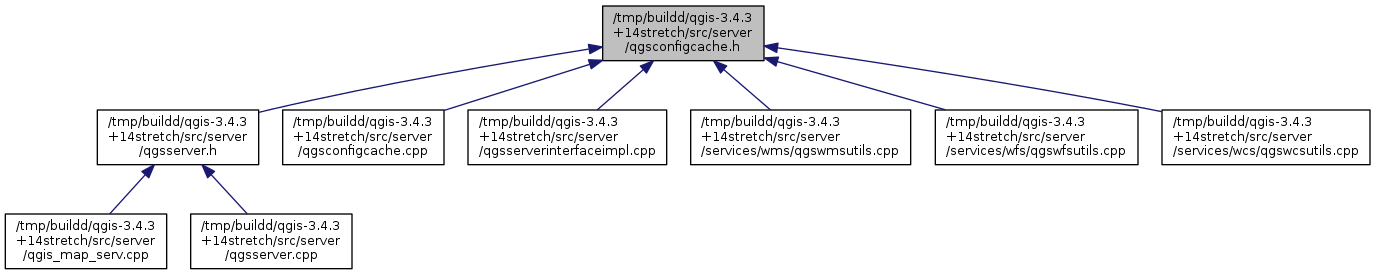 /tmp/buildd/qgis-3.4.3
+14stretch/src/server
/qgsconfigcache.h
/tmp/buildd/qgis-3.4.3
+14stretch/src/server
/qgsserver.h
/tmp/buildd/qgis-3.4.3
+14stretch/src/server
/qgsconfigcache.cpp
/tmp/buildd/qgis-3.4.3
+14stretch/src/server
/qgsserverinterfaceimpl.cpp
/tmp/buildd/qgis-3.4.3
+14stretch/src/server
/services/wms/qgswmsutils.cpp
/tmp/buildd/qgis-3.4.3
+14stretch/src/server
/services/wfs/qgswfsutils.cpp
/tmp/buildd/qgis-3.4.3
+14stretch/src/server
/services/wcs/qgswcsutils.cpp
/tmp/buildd/qgis-3.4.3
+14stretch/src/server
/qgis_map_serv.cpp
/tmp/buildd/qgis-3.4.3
+14stretch/src/server
/qgsserver.cpp